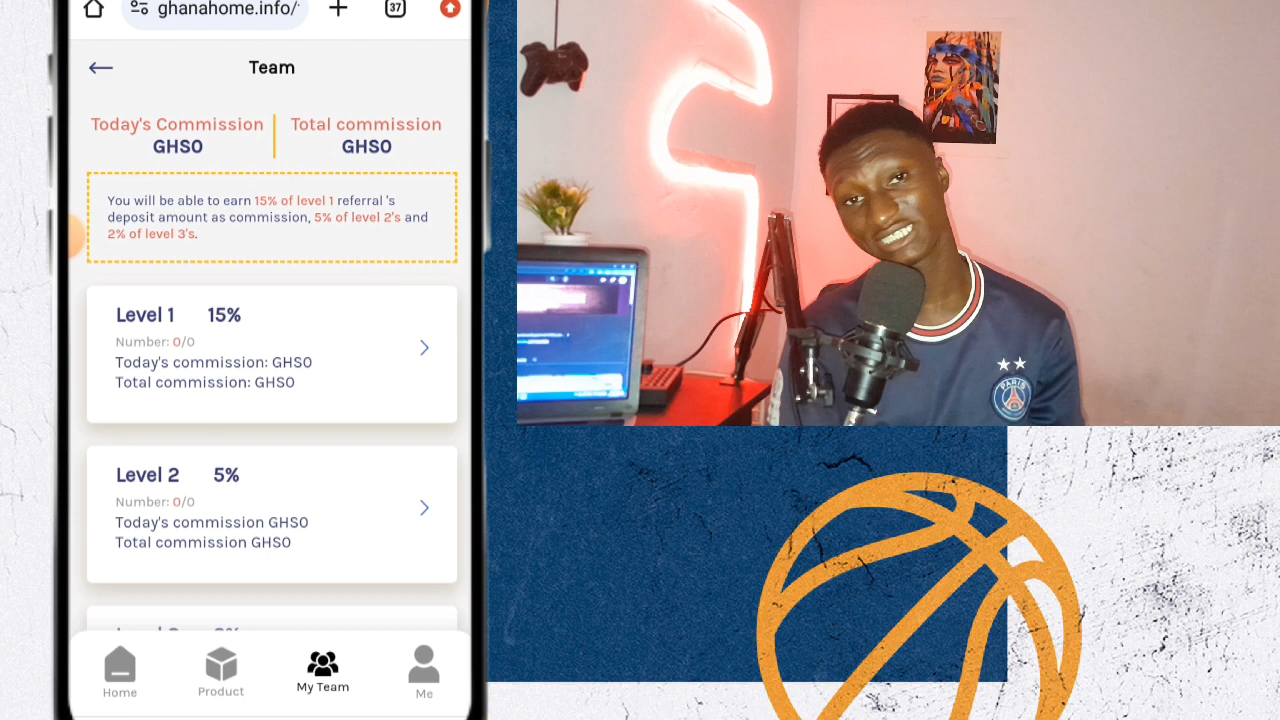 ghanahome.info/
37
Team
Today's Commission
GHS0
Total commission
GHS0
You will be able to earn 15% of level 1 referral 's
deposit amount as commission, 5% of level 2's and
2% of level 3's.
Level 1 15%
Number: 0/0
Today's commission: GHS0
Total commission: GHS0
Level 2 5%
Number: 0/0
Today's commission GHS0
Total commission GHS0
Home
Product
My Team
Me
PARIS